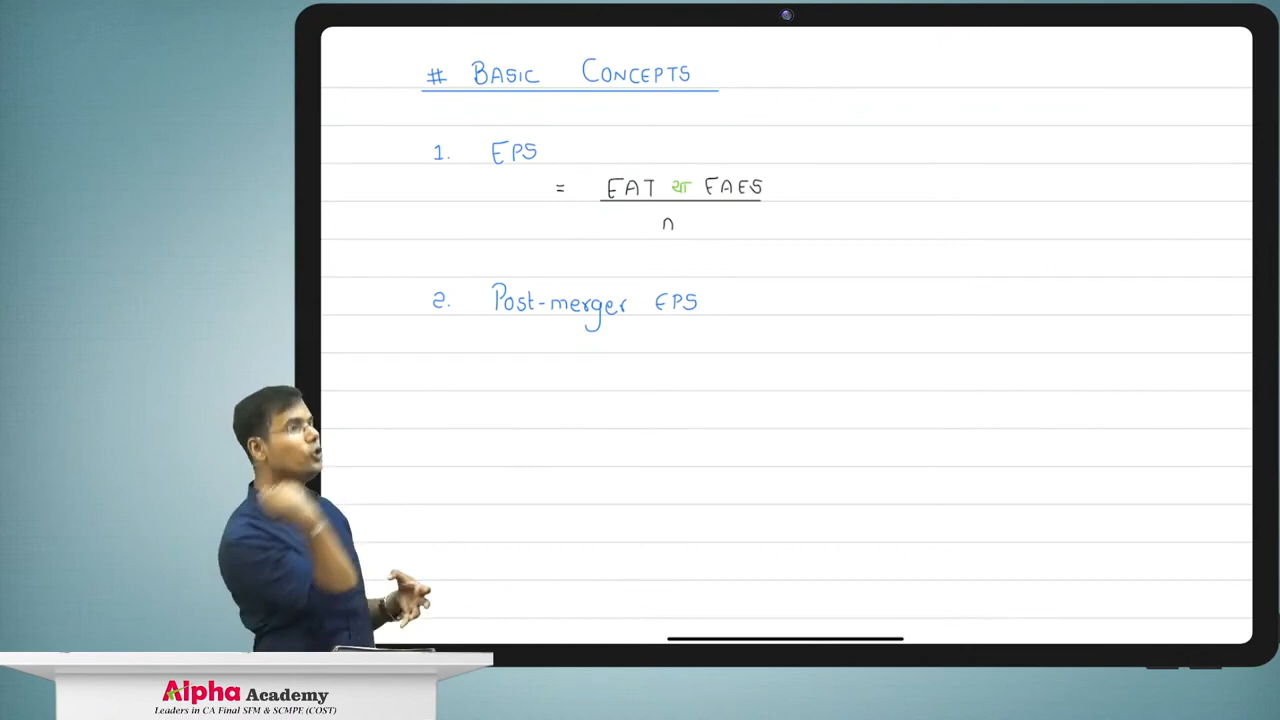 # BASIC CONCEPTS
1. EPS
= EAT या EAES
n
2. Post-merger EPS
Alpha Academy
Leaders in CA Final SFM & SCMPE (COST)